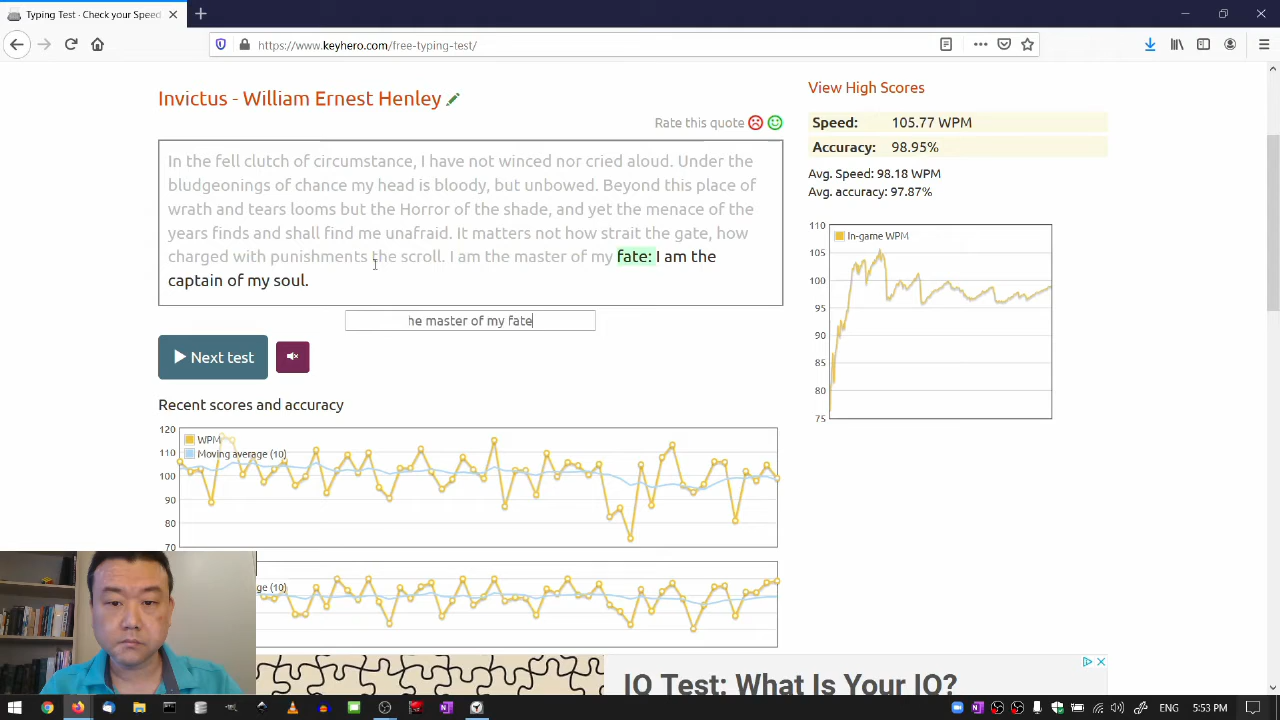 Typing Test - Check your Speed
https://www.keyhero.com/free-typing-test/
Invictus - William Ernest Henley
Rate this quote
In the fell clutch of circumstance, I have not winced nor cried aloud. Under the
bludgeonings of chance my head is bloody, but unbowed. Beyond this place of
wrath and tears looms but the Horror of the shade, and yet the menace of the
years finds and shall find me unafraid. It matters not how strait the gate, how
charged with punishments the scroll. I am the master of my fate: I am the
captain of my soul.
he master of my fate
Next test
Recent scores and accuracy
120
110
100
90
80
70
WPM
Moving average (10)
age (10)
View High Scores
Speed: 105.77 WPM
Accuracy: 98.95%
Avg. Speed: 98.18 WPM
Avg. accuracy: 97.87%
110
105
100
95
90
85
80
75
In-game WPM
IQ Test: What Is Your IQ?
ENG
5:53 PM